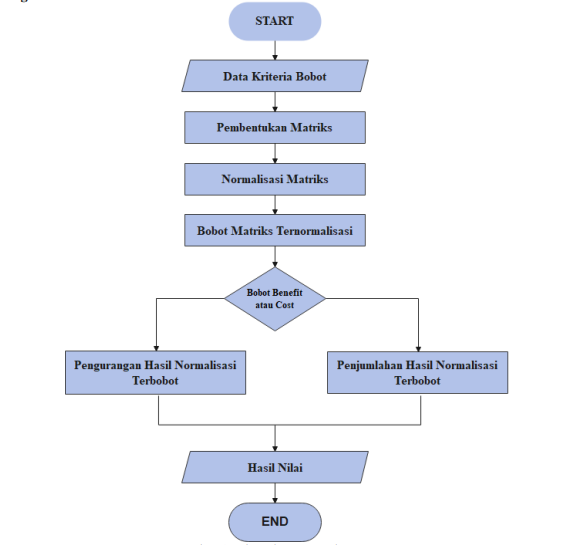 START
Data Kriteria Bobot
Pembentukan Matriks
Normalisasi Matriks
Bobot Matriks Ternormalisasi
Bobot Benefit
atau Cost
Pengurangan Hasil Normalisasi
Terbobot
Penjumlahan Hasil Normalisasi
Terbobot
Hasil Nilai
END